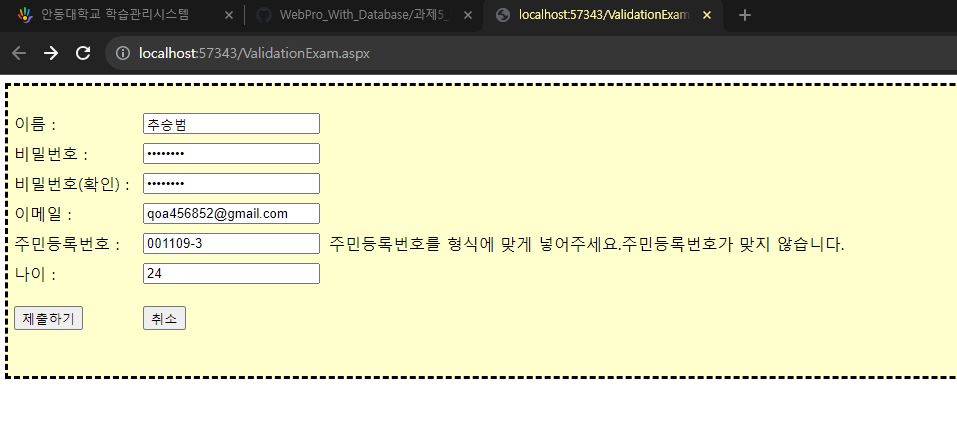 안동대학교 학습관리시스템
WebPro_With_Database/과제5_
localhost:57343/ValidationExam
localhost:57343/ValidationExam.aspx
이름 : 추승범
비밀번호 : ••••••••
비밀번호(확인) : ••••••••
이메일 : qoa456852@gmail.com
주민등록번호 : 001109-3 주민등록번호를 형식에 맞게 넣어주세요.주민등록번호가 맞지 않습니다.
나이 : 24
제출하기 취소